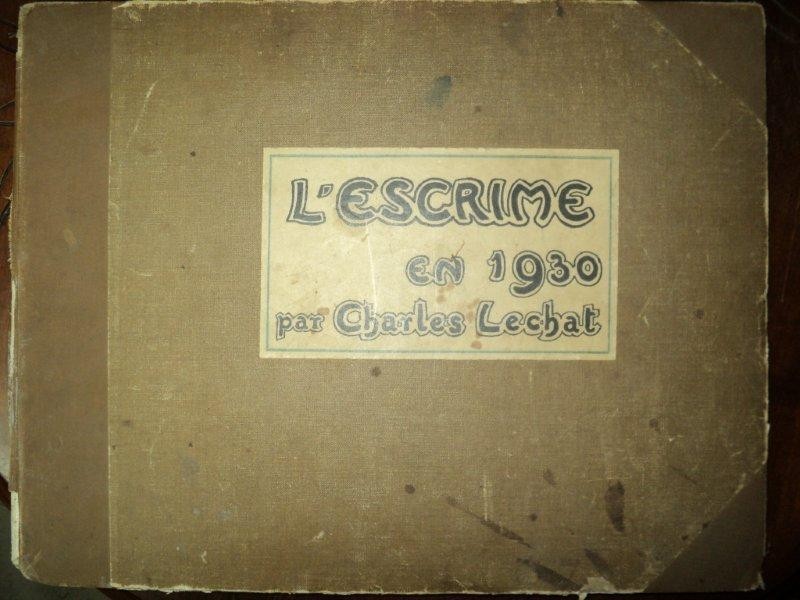 L'ESCRIME
EN 1930
par Charles Lechat